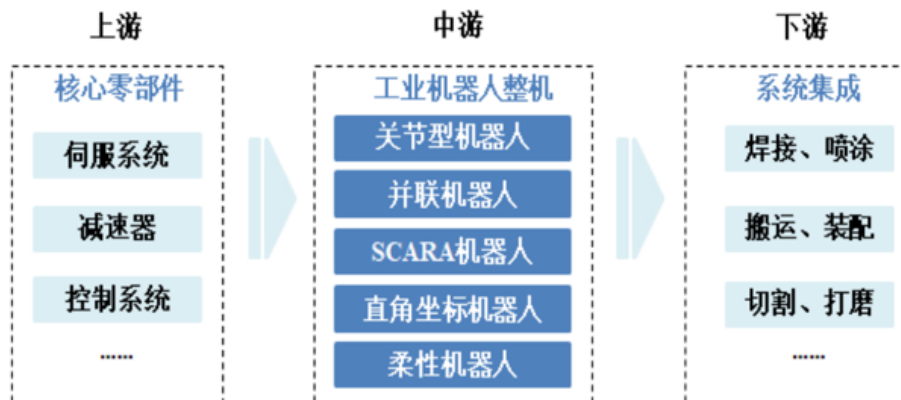 上游
核心零部件
伺服系统
减速器
控制系统
......
中游
工业机器人整机
关节型机器人
并联机器人
SCARA机器人
直角坐标机器人
柔性机器人
下游
系统集成
焊接、喷涂
搬运、装配
切割、打磨
......